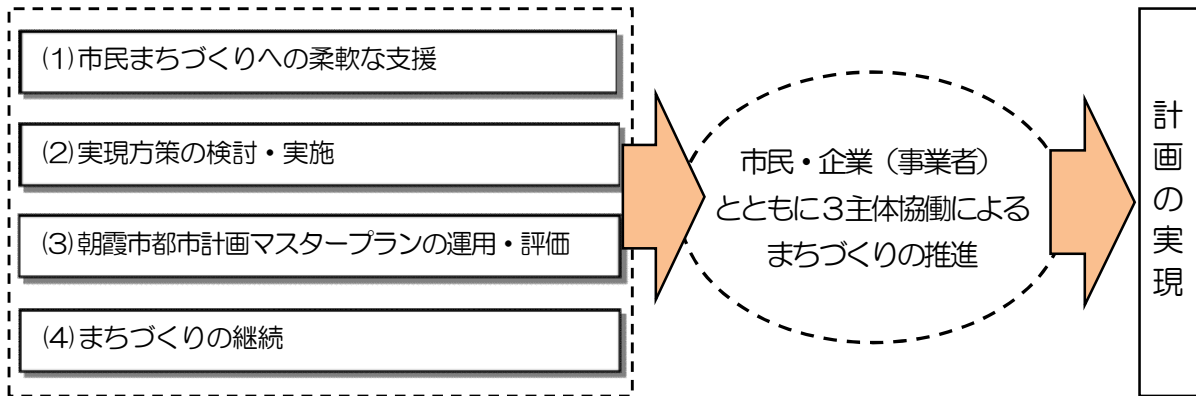 (1)市民まちづくりへの柔軟な支援
(2)実現方策の検討・実施
(3)朝霞市都市計画マスタープランの運用・評価
(4)まちづくりの継続
市民・企業（事業者）
とともに３主体協働による
まちづくりの推進
計画の実現